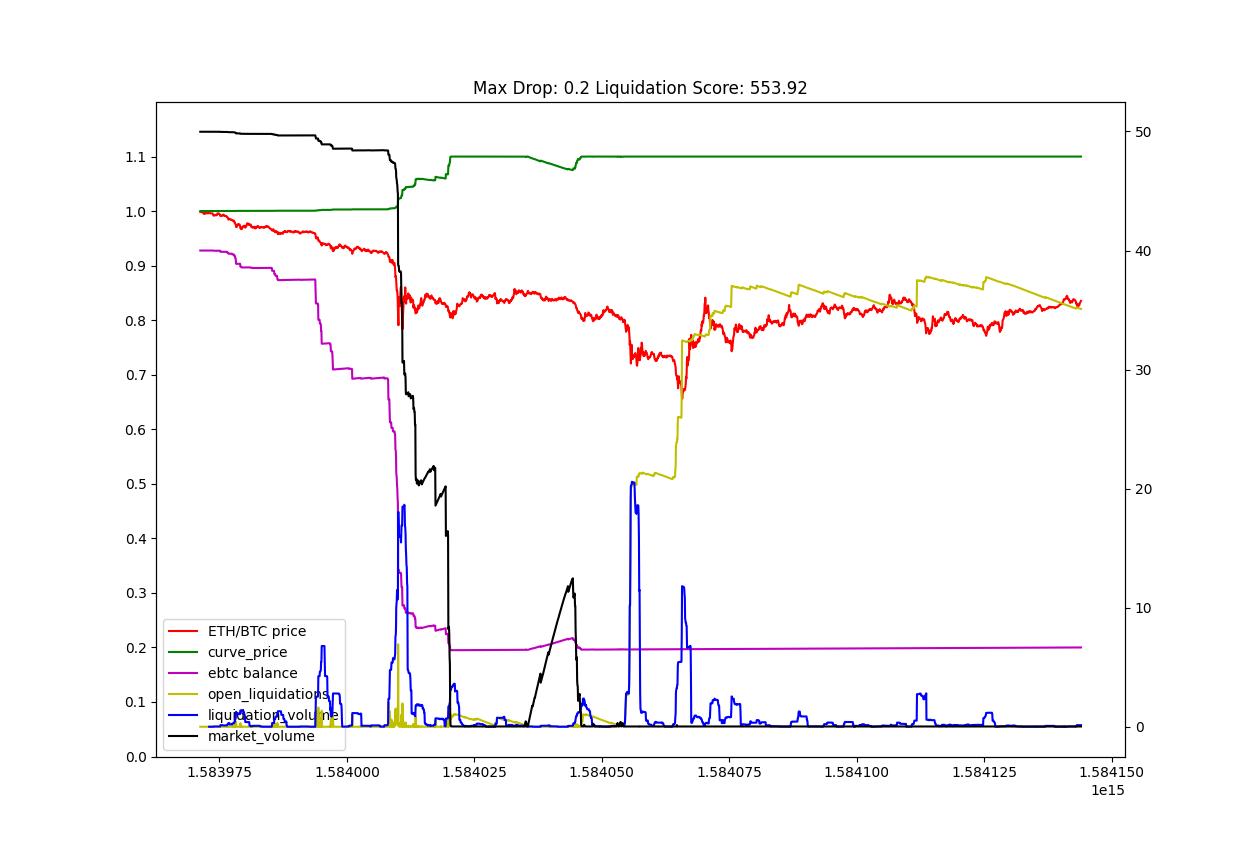 Max Drop: 0.2 Liquidation Score: 553.92
1.1
1.0
0.9
0.8
0.7
0.6
0.5
0.4
0.3
0.2
0.1
0.0
50
40
30
20
10
0
ETH/BTC price
curve_price
ebtc balance
open_liquidations
liquidation_volume
market_volume
1.583975 1.584000 1.584025 1.584050 1.584075 1.584100 1.584125 1.584150
1e15